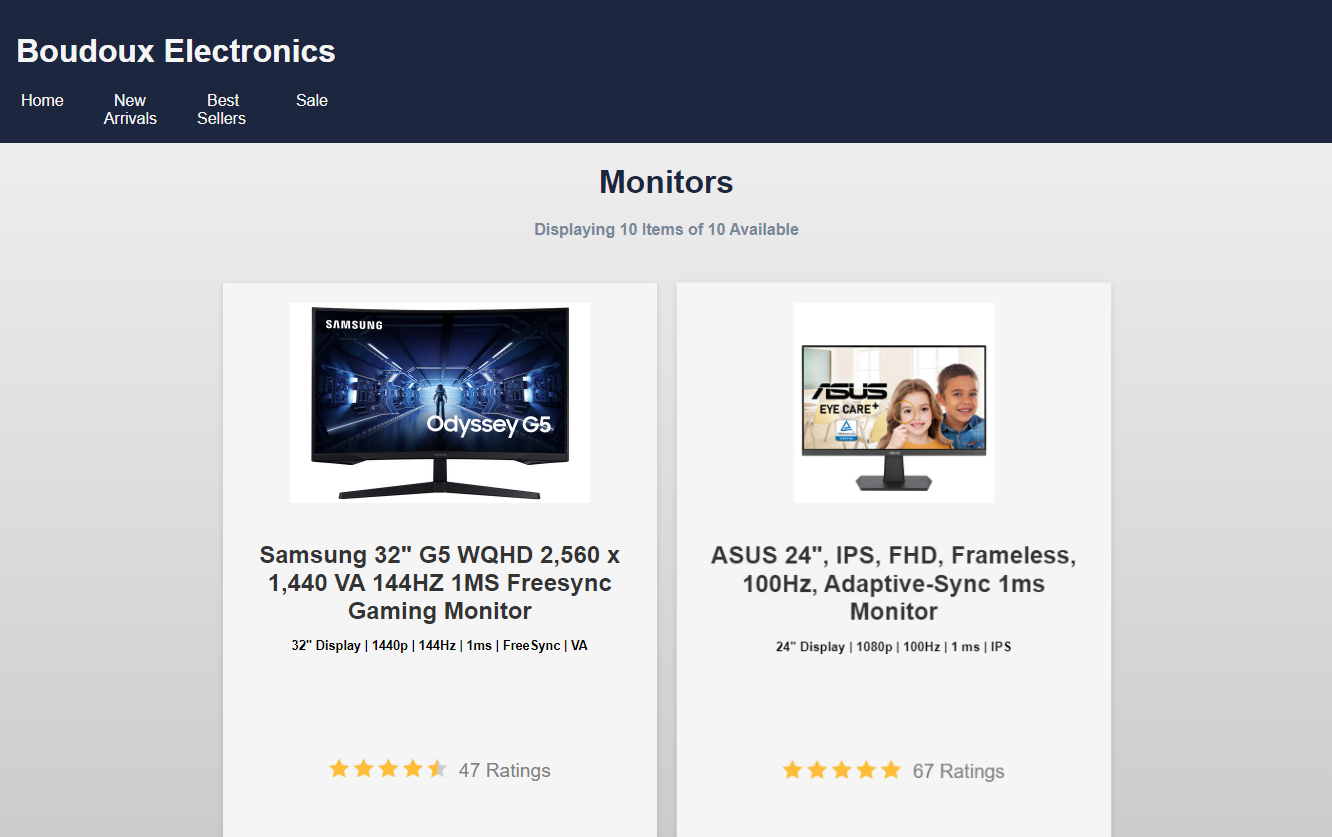 Boudoux Electronics
Home
New
Arrivals
Best
Sellers
Sale
Monitors
Displaying 10 Items of 10 Available
SAMSUNG
Odyssey G5
Samsung 32" G5 WQHD 2,560 x
1,440 VA 144HZ 1MS Freesync
Gaming Monitor
32" Display | 1440p | 144Hz | 1ms | FreeSync | VA
47 Ratings
ASUS
EYE CARE+
ASUS 24", IPS, FHD, Frameless,
100Hz, Adaptive-Sync 1ms
Monitor
24" Display | 1080p | 100Hz | 1 ms | IPS
67 Ratings